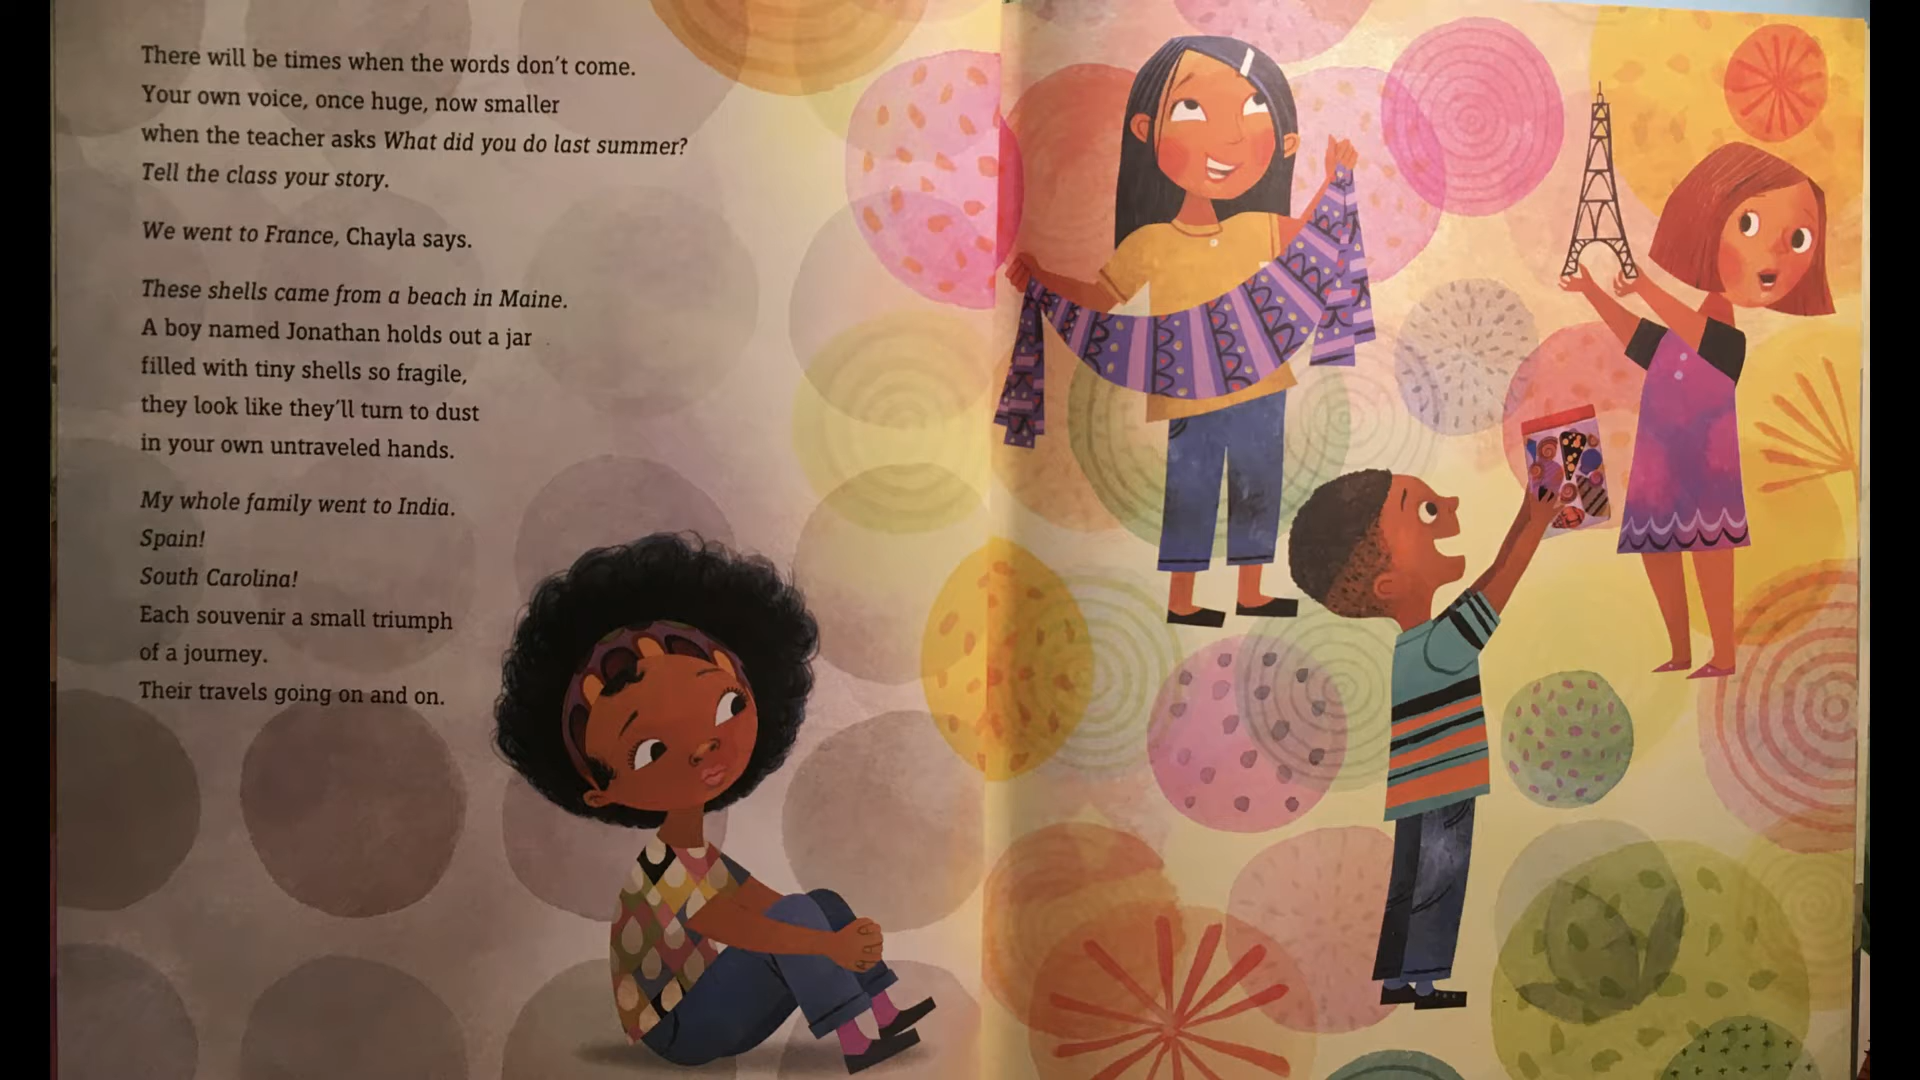 There will be times when the words don't come.
Your own voice, once huge, now smaller
when the teacher asks What did you do last summer?
Tell the class your story.
We went to France, Chayla says.
These shells came from a beach in Maine.
A boy named Jonathan holds out a jar
filled with tiny shells so fragile,
they look like they'll turn to dust
in your own untraveled hands.
My whole family went to India.
Spain!
South Carolina!
Each souvenir a small triumph
of a journey.
Their travels going on and on.